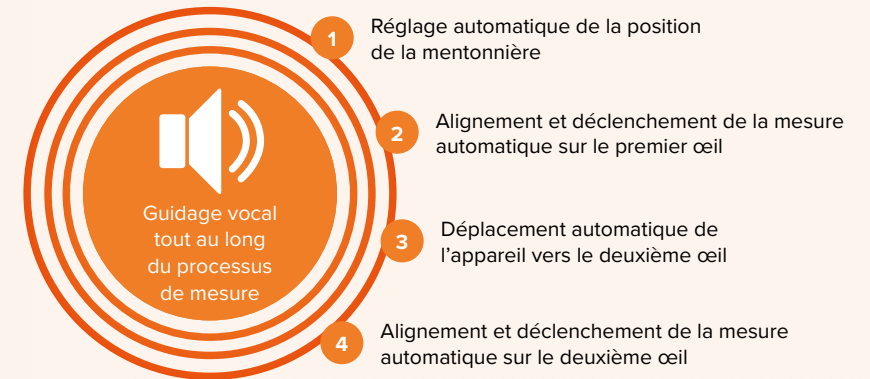 1
Réglage automatique de la position
de la mentonnière
2
Alignement et déclenchement de la mesure
automatique sur le premier œil
Guidage vocal
tout au long
du processus
de mesure
3
Déplacement automatique de
l'appareil vers le deuxième œil
4
Alignement et déclenchement de la mesure
automatique sur le deuxième œil